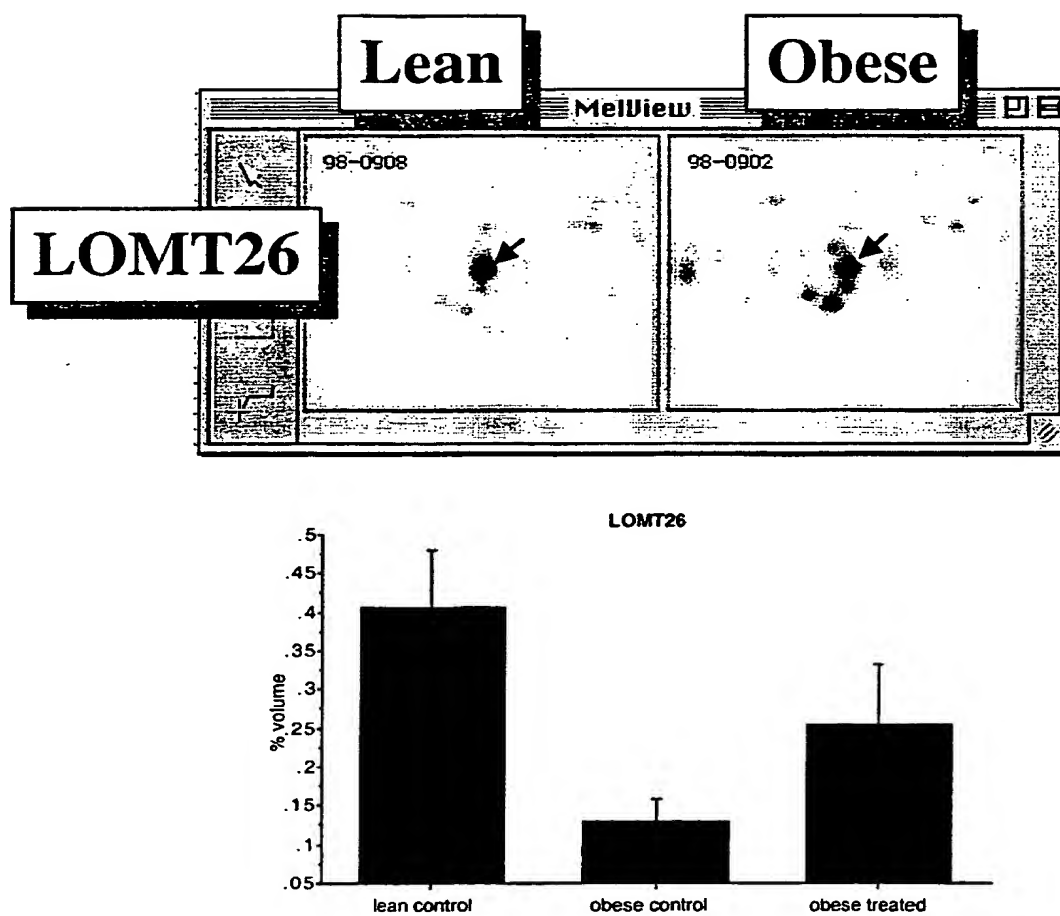 Lean
Obese
MelView
98-0908
98-0902
LOMT26
LOMT26
.5
.45
.4
.35
.3
.25
.2
.15
.1
.05
% volume
lean control
obese control
obese treated